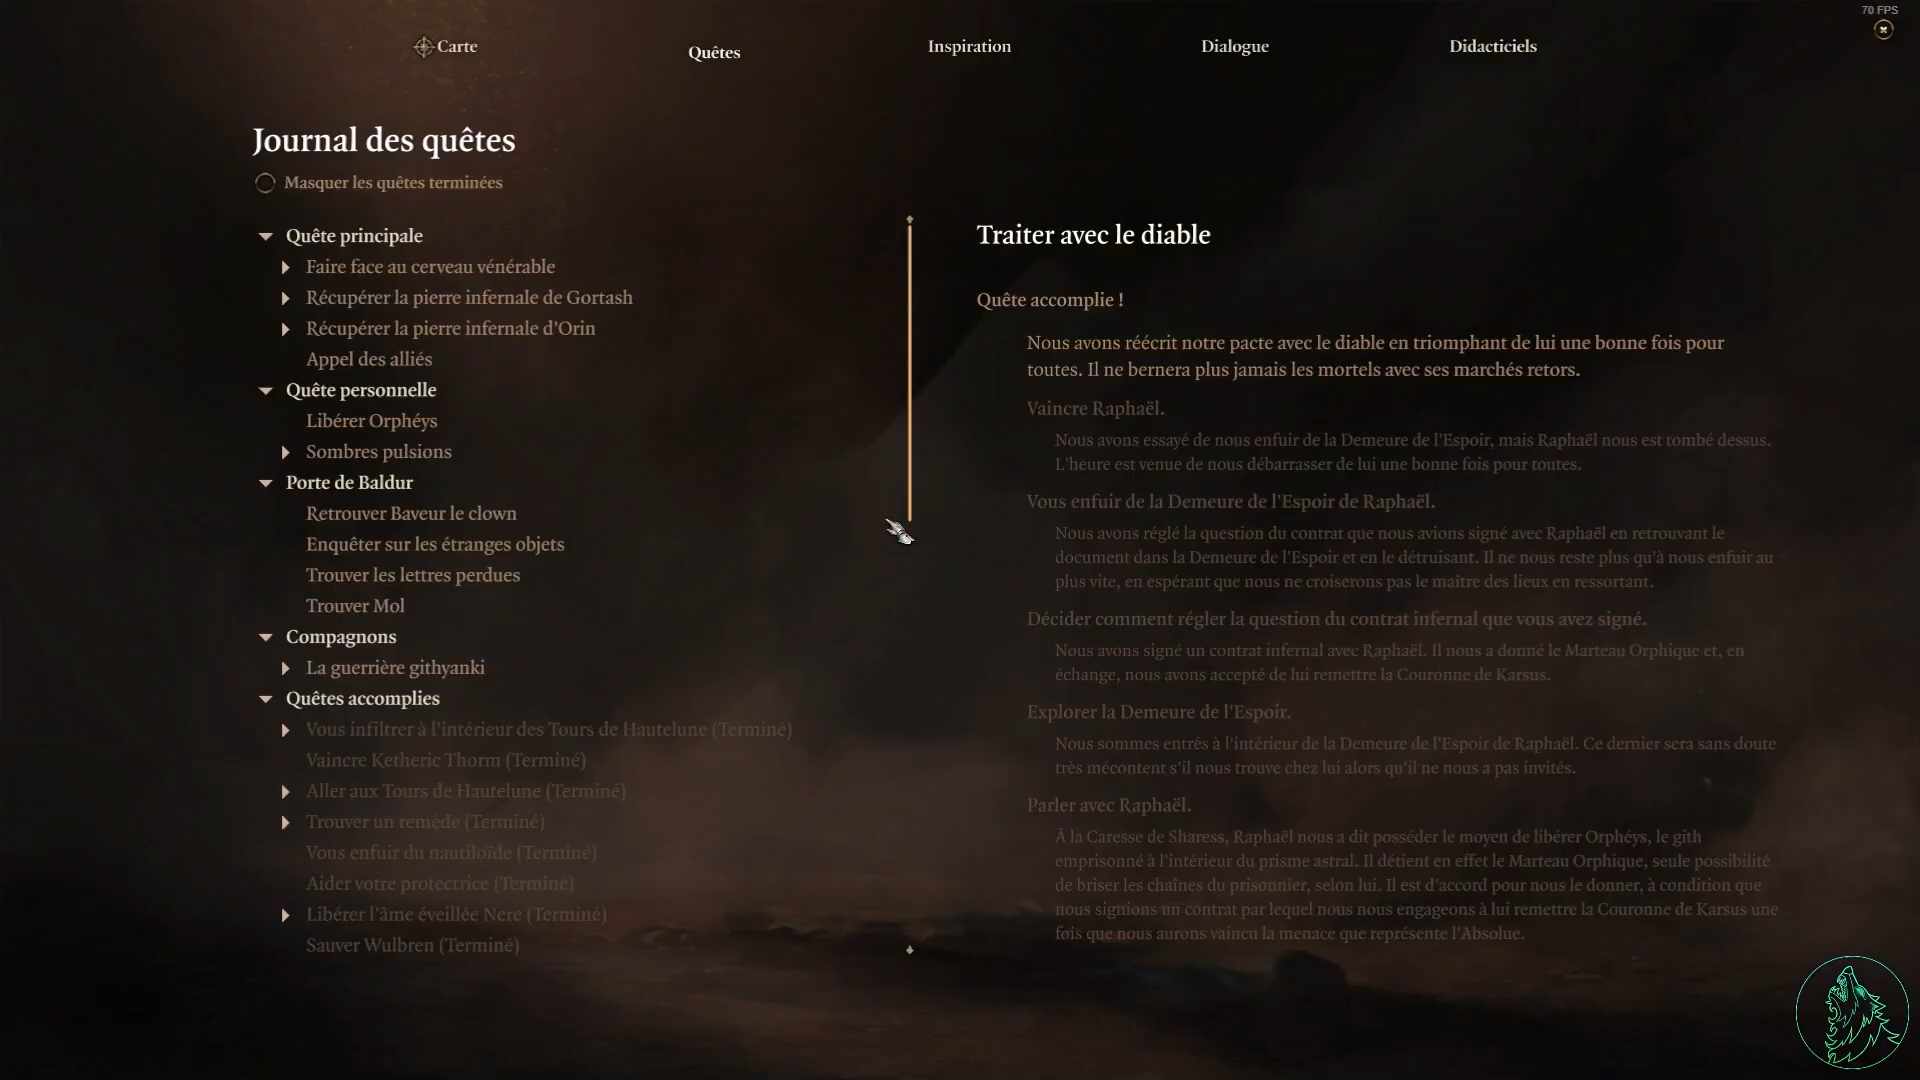 70 FPS
Carte
Quêtes
Inspiration
Dialogue
Didacticiels
Journal des quêtes
Masquer les quêtes terminées
Quête principale
Faire face au cerveau vénérable
Récupérer la pierre infernale de Gortash
Récupérer la pierre infernale d'Orin
Appel des alliés
Quête personnelle
Libérer Orphéys
Sombres pulsions
Porte de Baldur
Retrouver Baveur le clown
Enquêter sur les étranges objets
Trouver les lettres perdues
Trouver Mol
Compagnons
La guerrière githyanki
Quêtes accomplies
Vous infiltrer à l'intérieur des Tours de Hautelune (Terminé)
Vaincre Ketheric Thorm (Terminé)
Aller aux Tours de Hautelune (Terminé)
Trouver un remède (Terminé)
Vous enfuir du nautiloïde (Terminé)
Aider votre protectrice (Terminé)
Libérer l'âme éveillée Nere (Terminé)
Sauver Wulbren (Terminé)
Traiter avec le diable
Quête accomplie !
Nous avons réécrit notre pacte avec le diable en triomphant de lui une bonne fois pour
toutes. Il ne bernera plus jamais les mortels avec ses marchés retors.
Vaincre Raphaël.
Nous avons essayé de nous enfuir de la Demeure de l'Espoir, mais Raphaël nous est tombé dessus.
L'heure est venue de nous débarrasser de lui une bonne fois pour toutes.
Vous enfuir de la Demeure de l'Espoir de Raphaël.
Nous avons réglé la question du contrat que nous avions signé avec Raphaël en retrouvant le
document dans la Demeure de l'Espoir et en le détruisant. Il ne nous reste plus qu'à nous enfuir au
plus vite, en espérant que nous ne croiserons pas le maître des lieux en ressortant.
Décider comment régler la question du contrat infernal que vous avez signé.
Nous avons signé un contrat infernal avec Raphaël. Il nous a donné le Marteau Orphique et, en
échange, nous avons accepté de lui remettre la Couronne de Karsus.
Explorer la Demeure de l'Espoir.
Nous sommes entrés à l'intérieur de la Demeure de l'Espoir de Raphaël. Ce dernier sera sans doute
très mécontent s'il nous trouve chez lui alors qu'il ne nous a pas invités.
Parler avec Raphaël.
À la Caresse de Sharess, Raphaël nous a dit posséder le moyen de libérer Orphéys, le gith
emprisonné à l'intérieur du prisme astral. Il détient en effet le Marteau Orphique, seule possibilité
de briser les chaînes du prisonnier, selon lui. Il est d'accord pour nous le donner, à condition que
nous signions un contrat par lequel nous nous engageons à lui remettre la Couronne de Karsus une
fois que nous aurons vaincu la menace que représente l'Absolue.